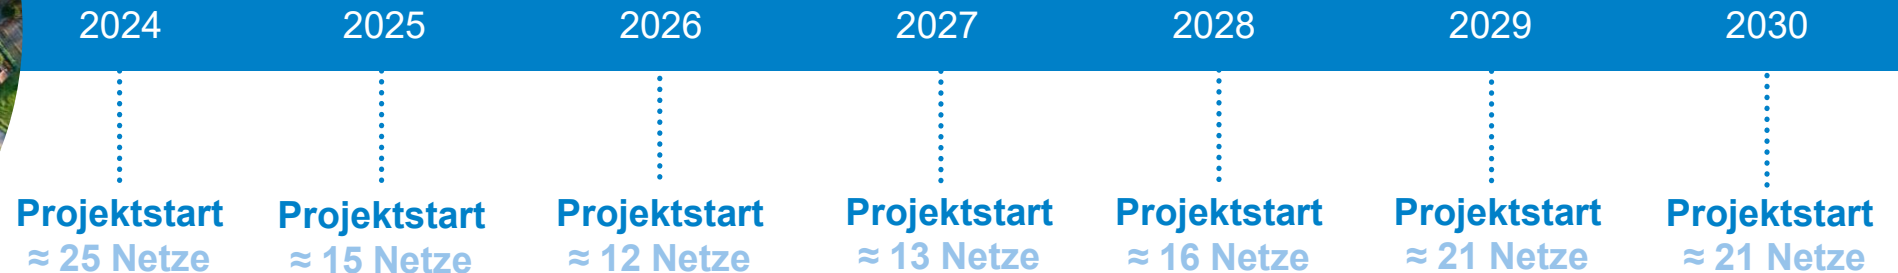 2024 2025 2026 2027 2028 2029 2030
Projektstart Projektstart Projektstart Projektstart Projektstart Projektstart Projektstart
≈ 25 Netze ≈ 15 Netze ≈ 12 Netze ≈ 13 Netze ≈ 16 Netze ≈ 21 Netze ≈ 21 Netze